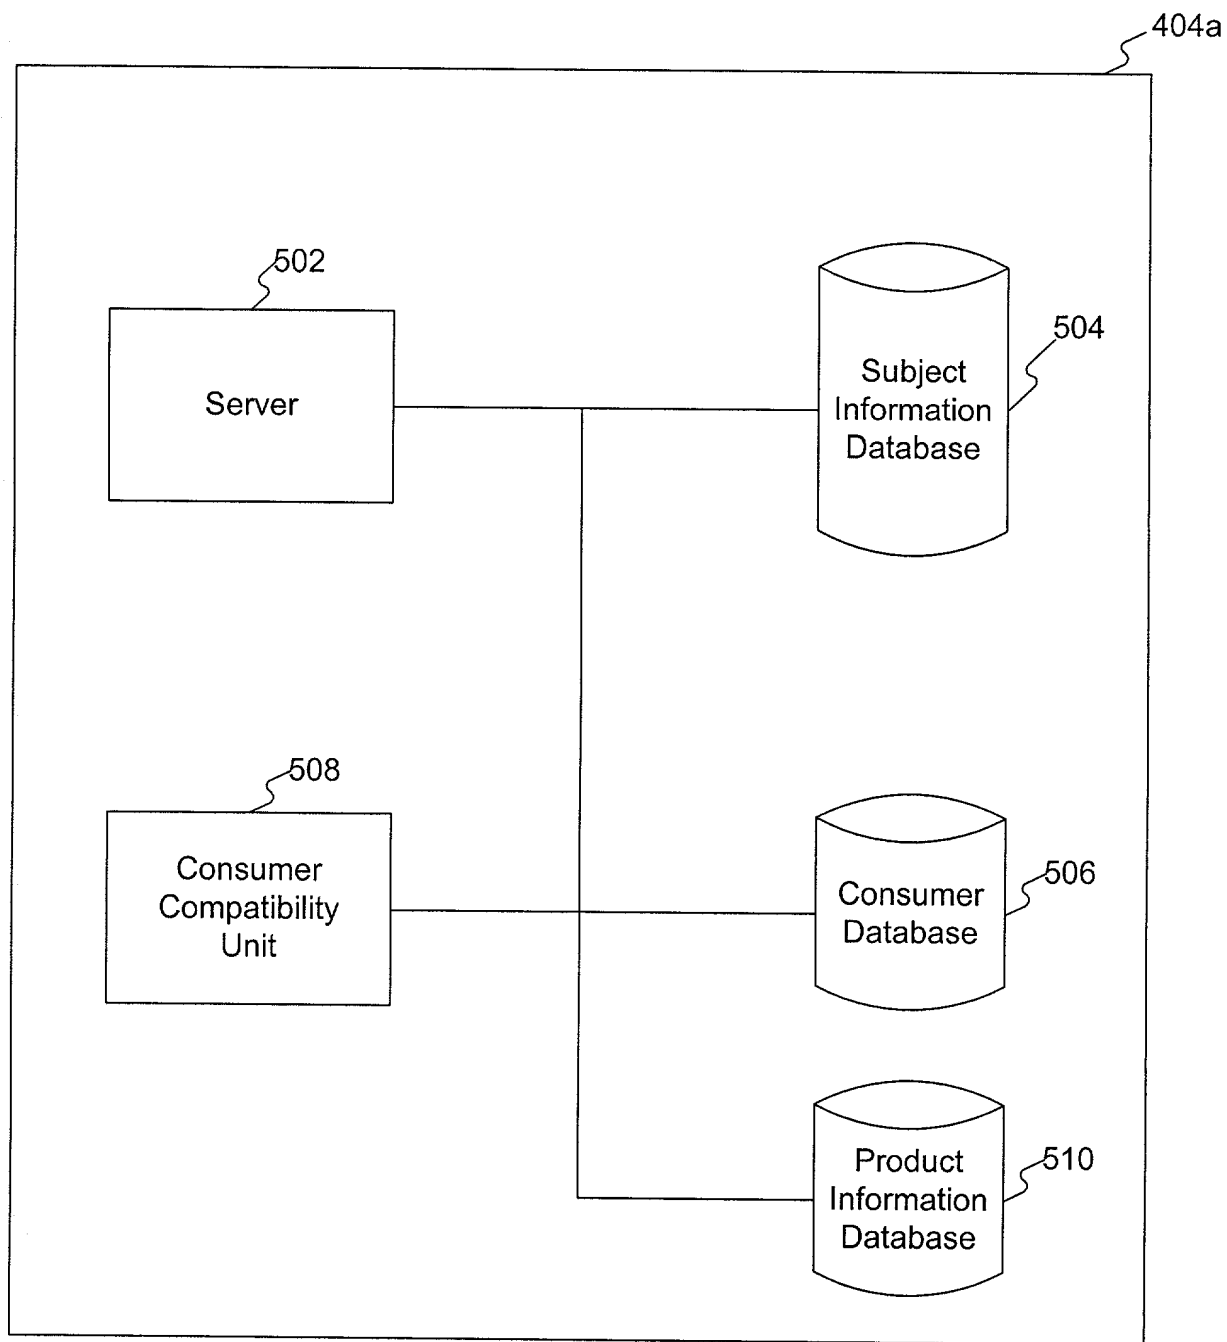 404a
502
Server
504
Subject
Information
Database
508
Consumer
Compatibility
Unit
506
Consumer
Database
510
Product
Information
Database